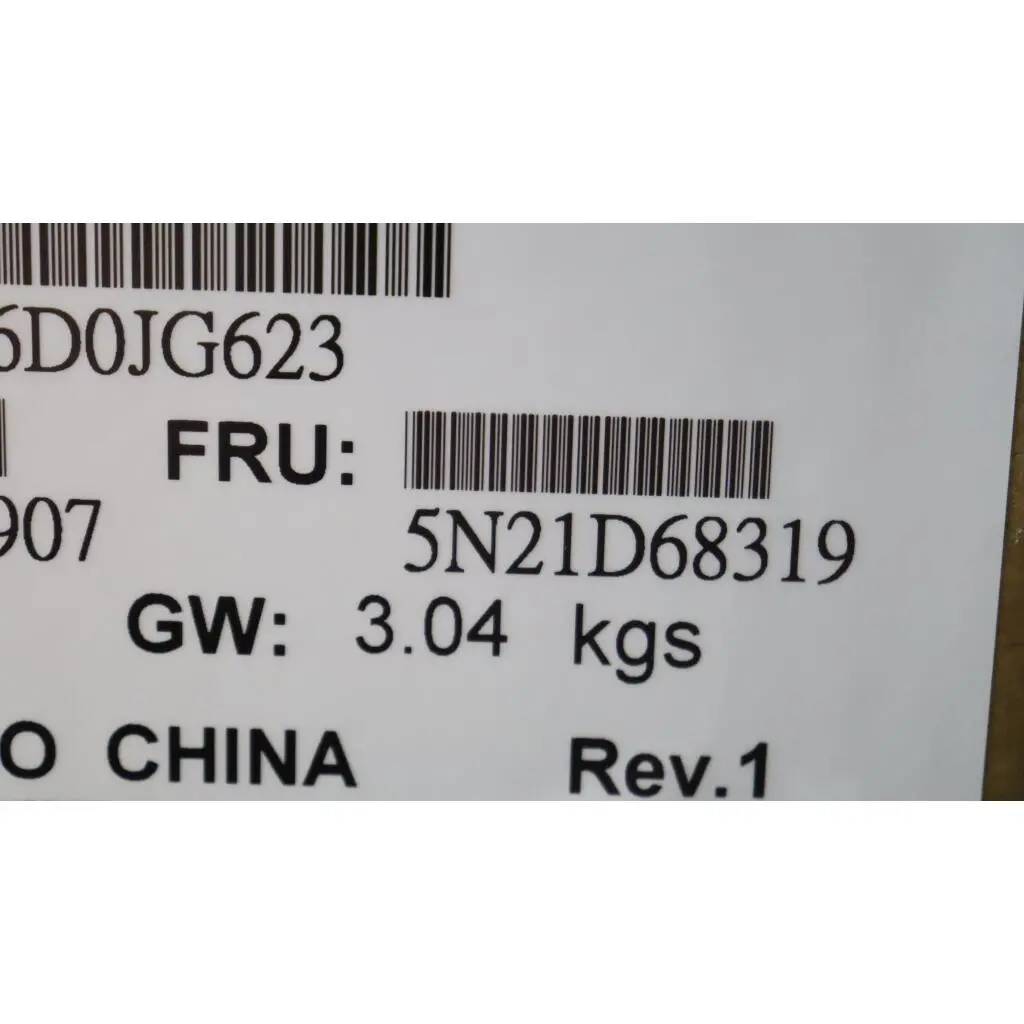 6D0JG623
FRU:
907 5N21D68319
GW: 3.04 kgs
O CHINA Rev.1